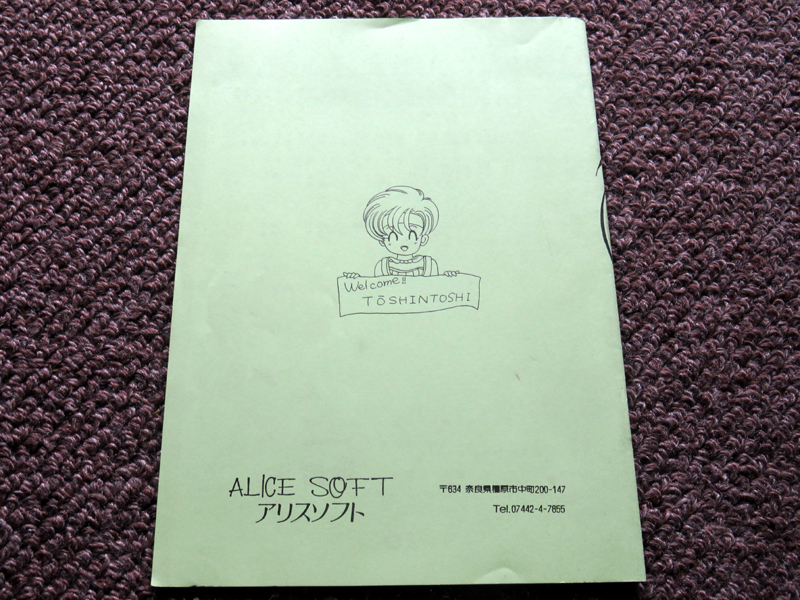 Welcome!!
TŌSHINTOSHI
ALICE SOFT
アリスソフト
〒634 奈良県橿原市中町200-147
Tel.07442-4-7855